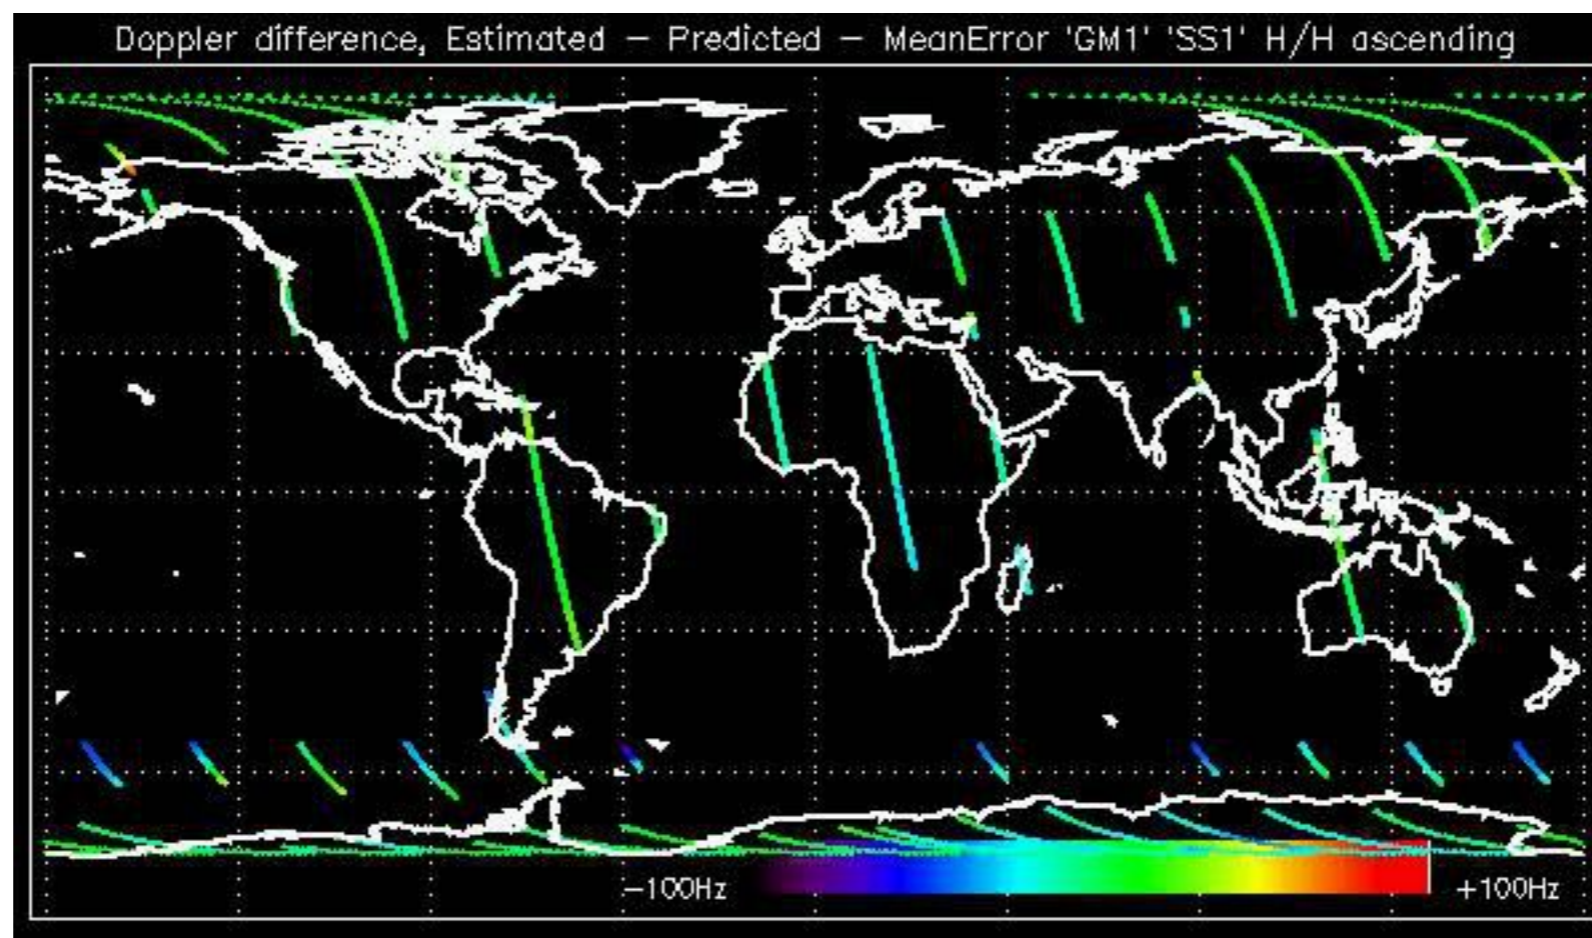 Doppler difference, Estimated - Predicted - MeanError 'GM1' 'SS1' H/H ascending
-100Hz
+100Hz